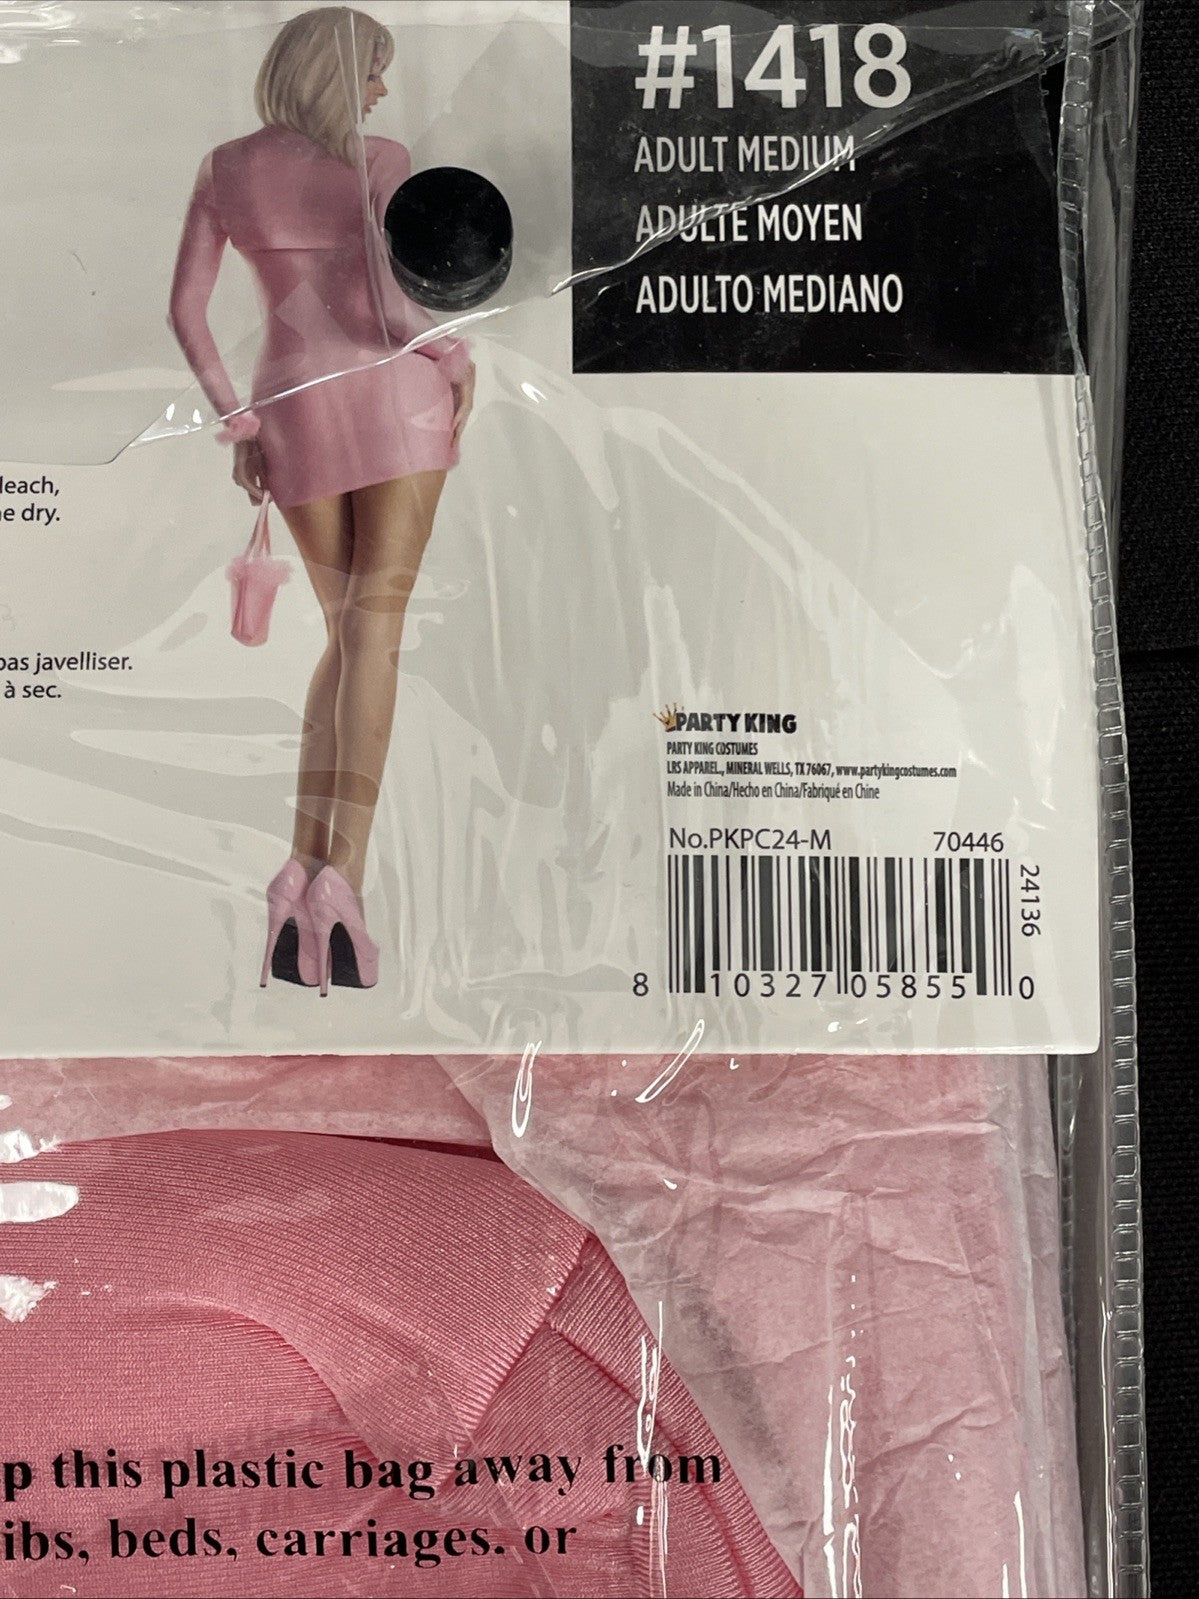 #1418
ADULT MEDIUM
ADULTE MOYEN
ADULTO MEDIANO
leach,
e dry.
pas javelliser.
à sec.
PARTY KING
PARTY KING COSTUMES
LRS APPAREL., MINERAL WELLS, TX 76067, www.partykingcostumes.com
Made in China/Hecho en China/Fabriqué en Chine
No.PKPC24-M 70446
24136
8 10327 05855 0
p this plastic bag away from
ibs, beds, carriages. or